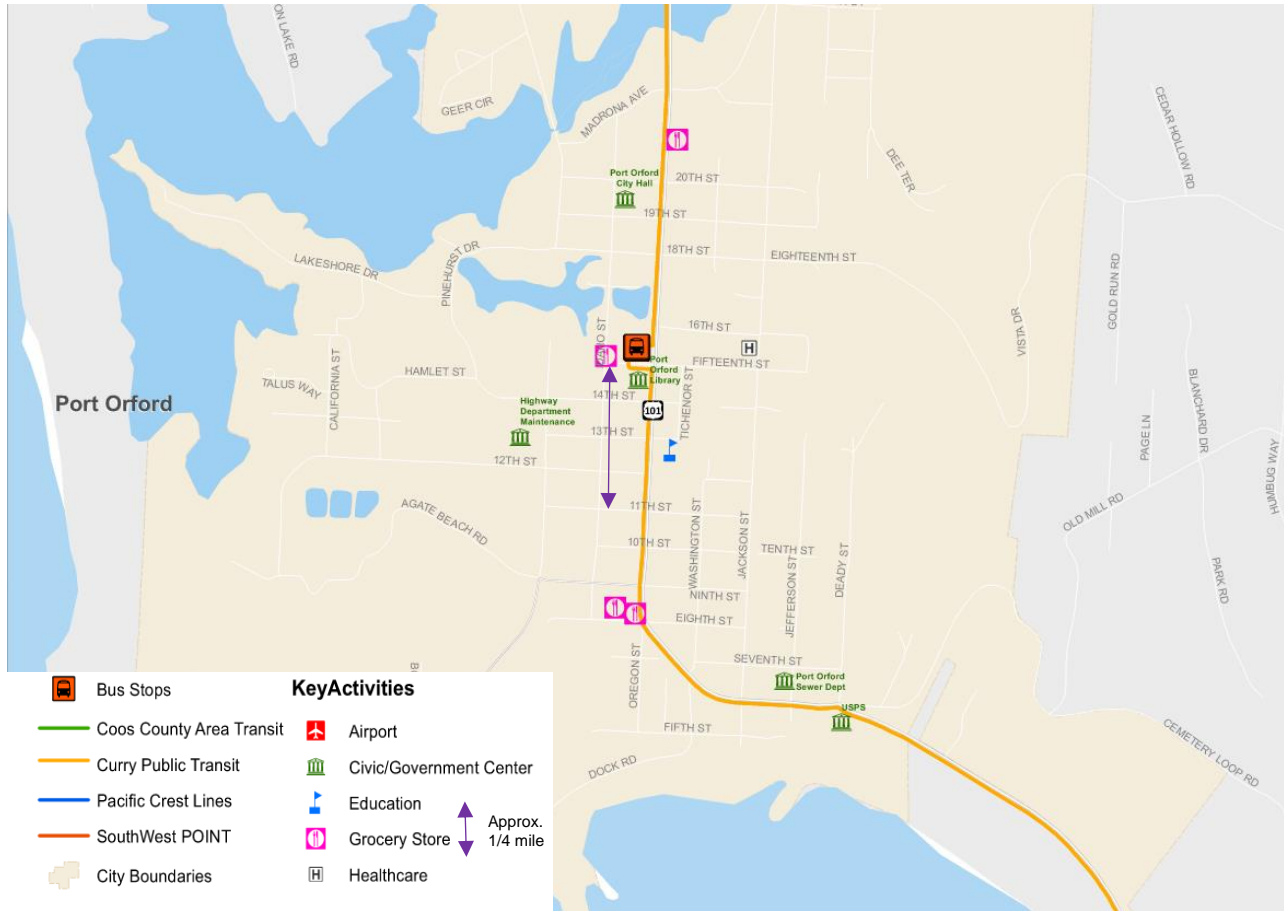 ON LAKE RD
GEER CIR
MADRONA AVE
CEDAR HOLLOW RD
DEE TER
Port Orford
City Hall
20TH ST
19TH ST
18TH ST
EIGHTEENTH ST
LAKESHORE DR
PINEHURST DR
GOLD RUN RD
VISTA DR
16TH ST
H
FIFTEENTH ST
Port
Orford
Library
CALIFORNIA ST
HAMLET ST
TALUS WAY
14TH ST
101
TICHENOR ST
BLANCHARD DR
Port Orford
Highway
Department
Maintenance
13TH ST
12TH ST
PAGE LN
HUMBUG WAY
AGATE BEACH RD
11TH ST
OLD MILL RD
10TH ST
WASHINGTON ST
JACKSON ST
TENTH ST
JEFFERSON ST
DEADY ST
PARK RD
NINTH ST
EIGHTH ST
OREGON ST
SEVENTH ST
Port Orford
Sewer Dept
USPS
FIFTH ST
DOCK RD
CEMETERY LOOP RD
Bus Stops
Coos County Area Transit
Curry Public Transit
Pacific Crest Lines
SouthWest POINT
City Boundaries
KeyActivities
Airport
Civic/Government Center
Education
Grocery Store
H Healthcare
Approx.
1/4 mile